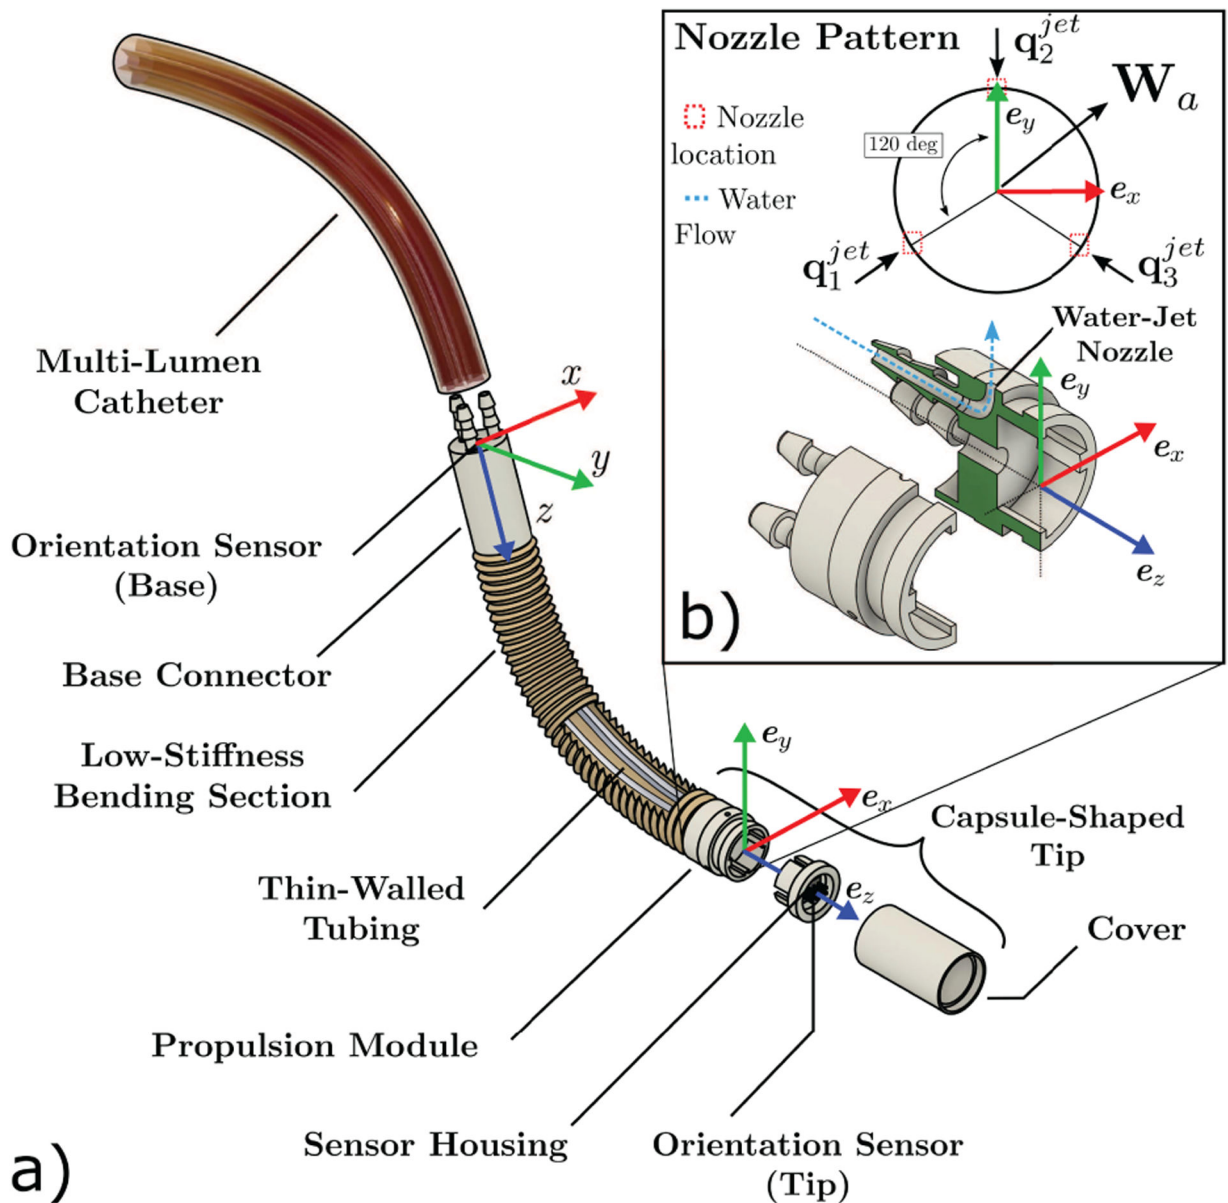 Nozzle Pattern
q_2^{jet}
W_a
Nozzle
location
Water
Flow
120 deg
e_y
e_x
q_1^{jet}
q_3^{jet}
Water-Jet
Nozzle
e_y
e_x
e_z
b)
Multi-Lumen
Catheter
x
y
z
Orientation Sensor
(Base)
Base Connector
Low-Stiffness
Bending Section
e_y
e_x
e_z
Capsule-Shaped
Tip
Thin-Walled
Tubing
Cover
Propulsion Module
Sensor Housing
Orientation Sensor
(Tip)
a)